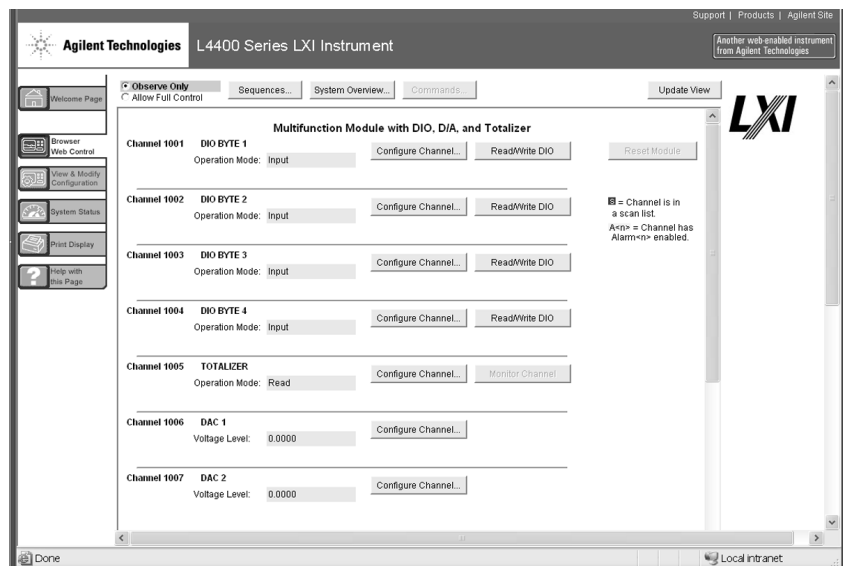 Support | Products | Agilent Site
Agilent Technologies
L4400 Series LXI Instrument
Another web-enabled instrument
from Agilent Technologies
Observe Only
Allow Full Control
Sequences...
System Overview...
Commands...
Update View
Welcome Page
Browser
Web Control
View & Modify
Configuration
System Status
Print Display
Help with
this Page
LXI
Multifunction Module with DIO, D/A, and Totalizer
Channel 1001 DIO BYTE 1
Operation Mode: Input
Configure Channel... Read/Write DIO
Reset Module
Channel 1002 DIO BYTE 2
Operation Mode: Input
Configure Channel... Read/Write DIO
S = Channel is in
a scan list.
A<n> = Channel has
Alarm<n> enabled.
Channel 1003 DIO BYTE 3
Operation Mode: Input
Configure Channel... Read/Write DIO
Channel 1004 DIO BYTE 4
Operation Mode: Input
Configure Channel... Read/Write DIO
Channel 1005 TOTALIZER
Operation Mode: Read
Configure Channel... Monitor Channel
Channel 1006 DAC 1
Voltage Level: 0.0000
Configure Channel...
Channel 1007 DAC 2
Voltage Level: 0.0000
Configure Channel...
Done
Local intranet